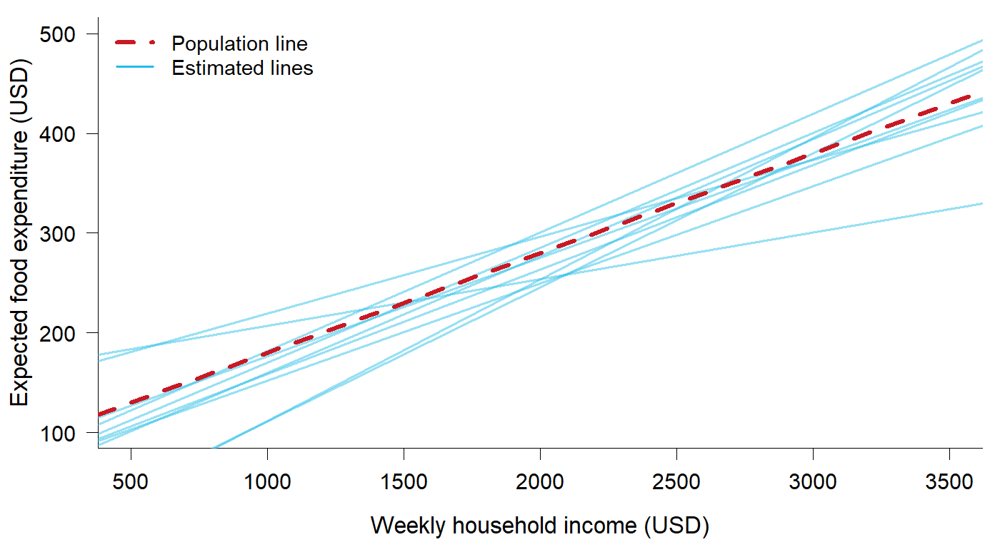 Population line
Estimated lines
Expected food expenditure (USD)
500
400
300
200
100
500 1000 1500 2000 2500 3000 3500
Weekly household income (USD)